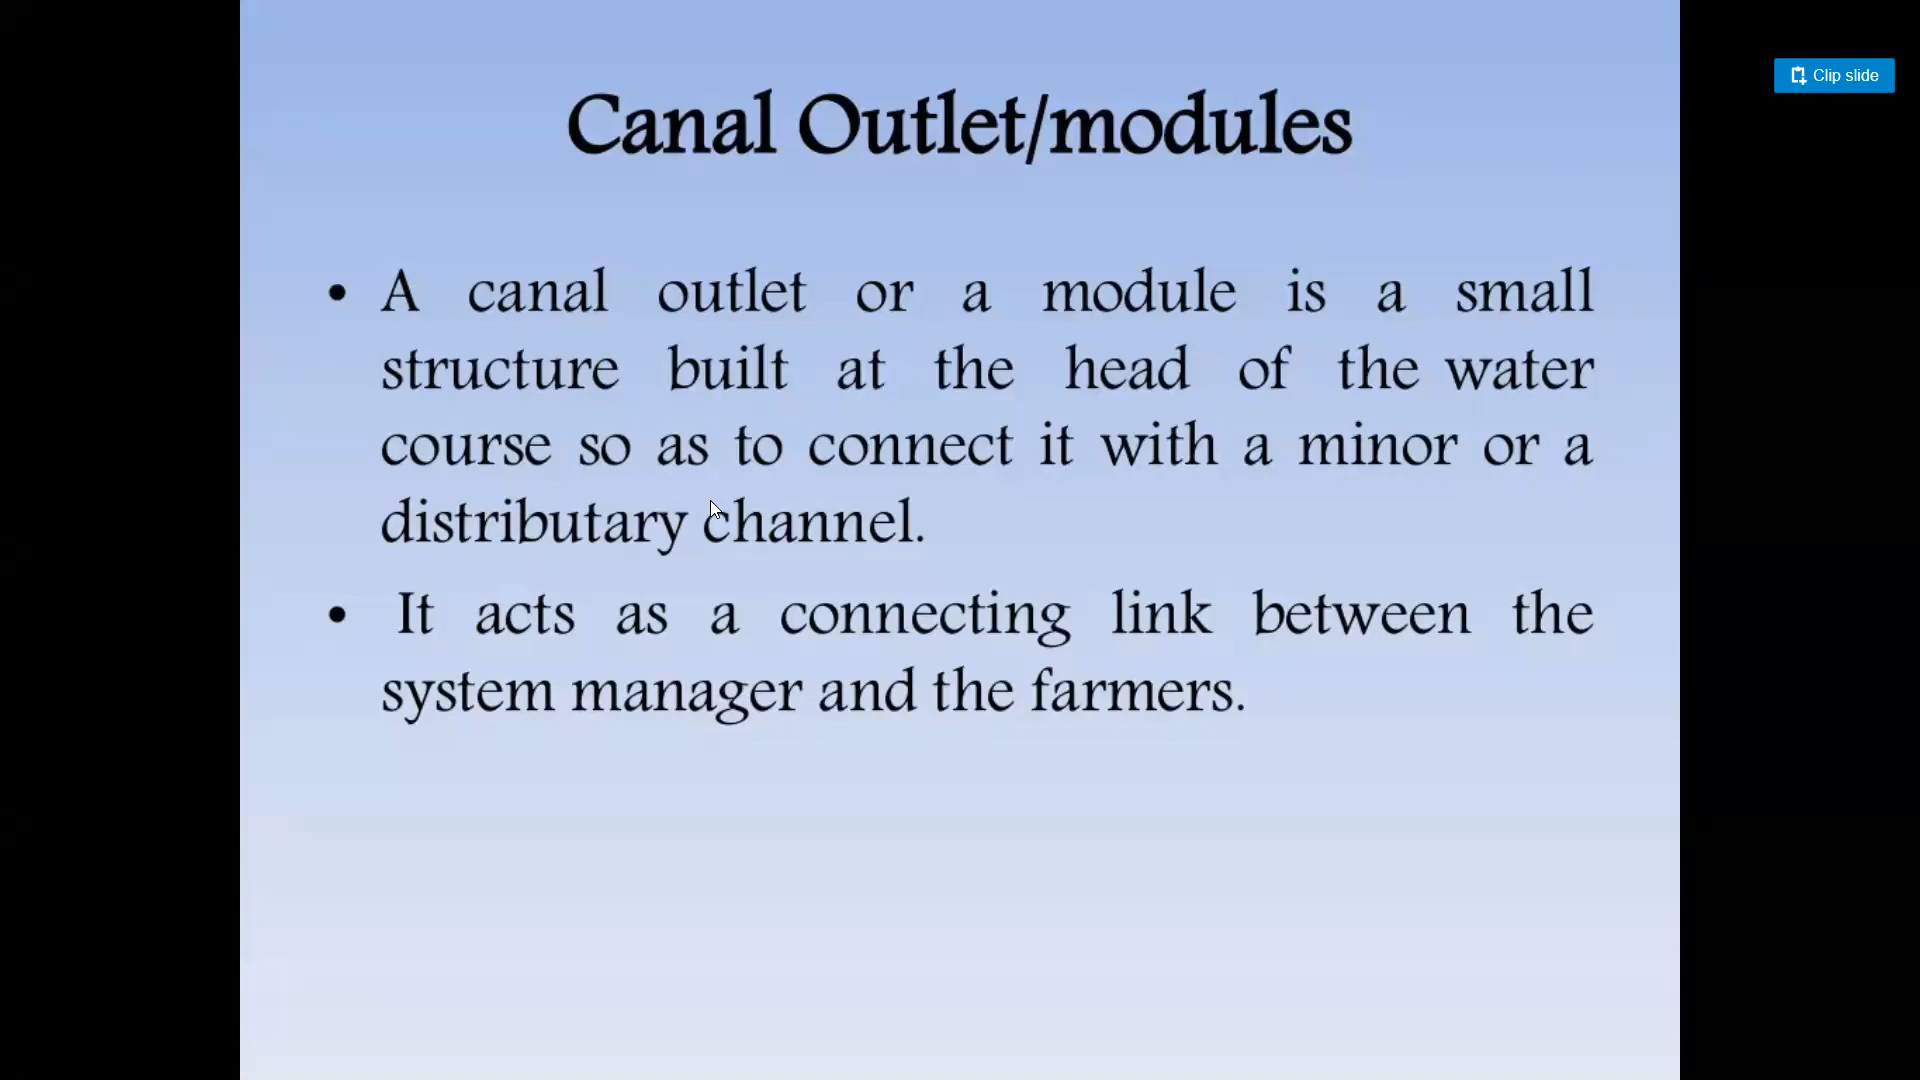 Clip slide
Canal Outlet/modules
• A canal outlet or a module is a small
structure built at the head of the water
course so as to connect it with a minor or a
distributary channel.
• It acts as a connecting link between the
system manager and the farmers.